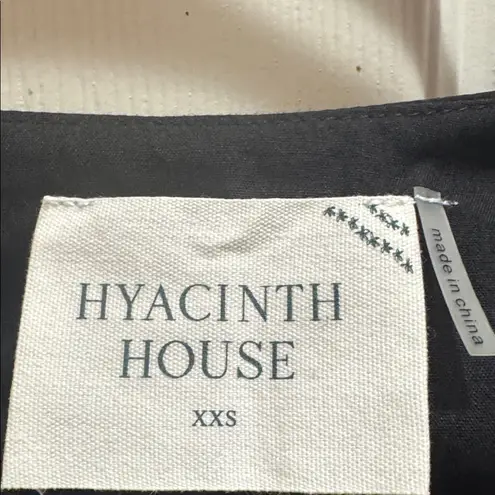 HYACINTH
HOUSE
XXS
made in china